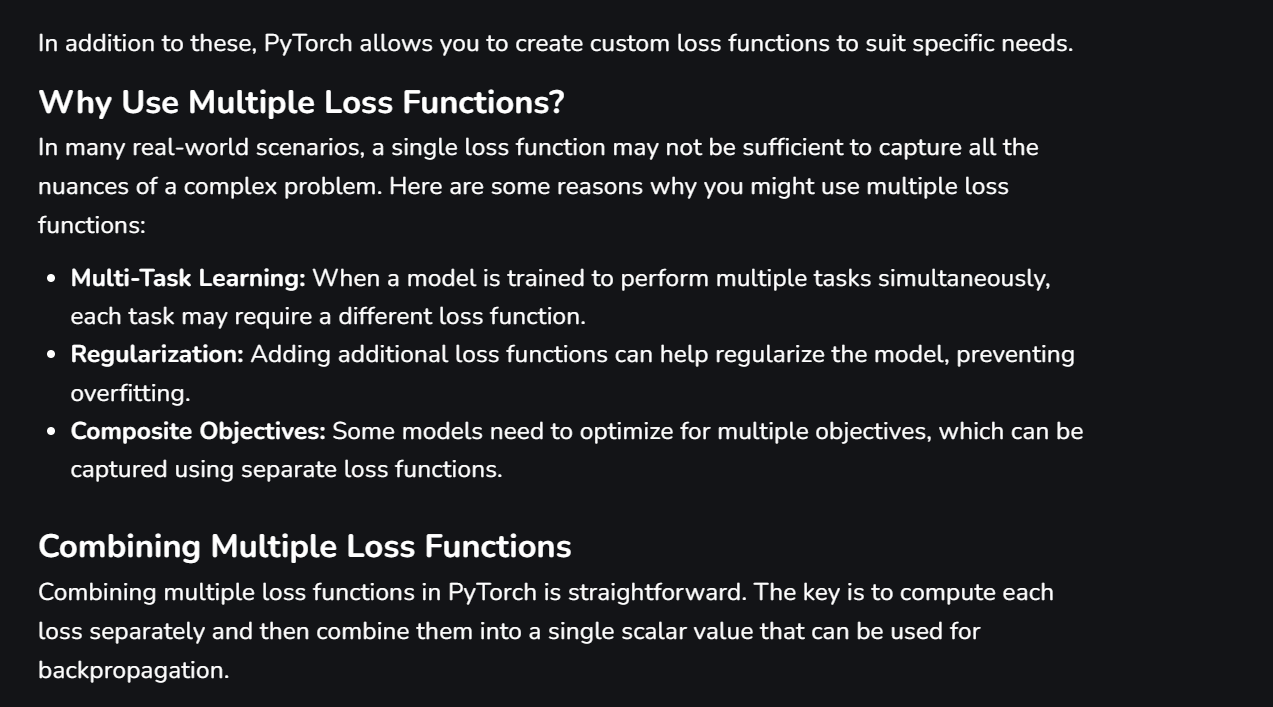 In addition to these, PyTorch allows you to create custom loss functions to suit specific needs.
Why Use Multiple Loss Functions?
In many real-world scenarios, a single loss function may not be sufficient to capture all the
nuances of a complex problem. Here are some reasons why you might use multiple loss
functions:
• Multi-Task Learning: When a model is trained to perform multiple tasks simultaneously,
each task may require a different loss function.
• Regularization: Adding additional loss functions can help regularize the model, preventing
overfitting.
• Composite Objectives: Some models need to optimize for multiple objectives, which can be
captured using separate loss functions.
Combining Multiple Loss Functions
Combining multiple loss functions in PyTorch is straightforward. The key is to compute each
loss separately and then combine them into a single scalar value that can be used for
backpropagation.